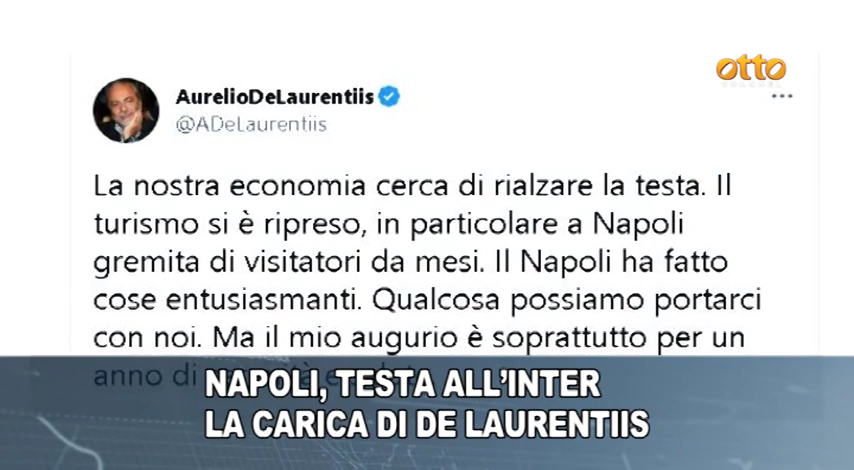 otto
CHANNEL
AurelioDeLaurentiis
@ADeLaurentiis
La nostra economia cerca di rialzare la testa. Il
turismo si è ripreso, in particolare a Napoli
gremita di visitatori da mesi. Il Napoli ha fatto
cose entusiasmanti. Qualcosa possiamo portarci
con noi. Ma il mio augurio è soprattutto per un
anno di
NAPOLI, TESTA ALL'INTER
LA CARICA DI DE LAURENTIIS